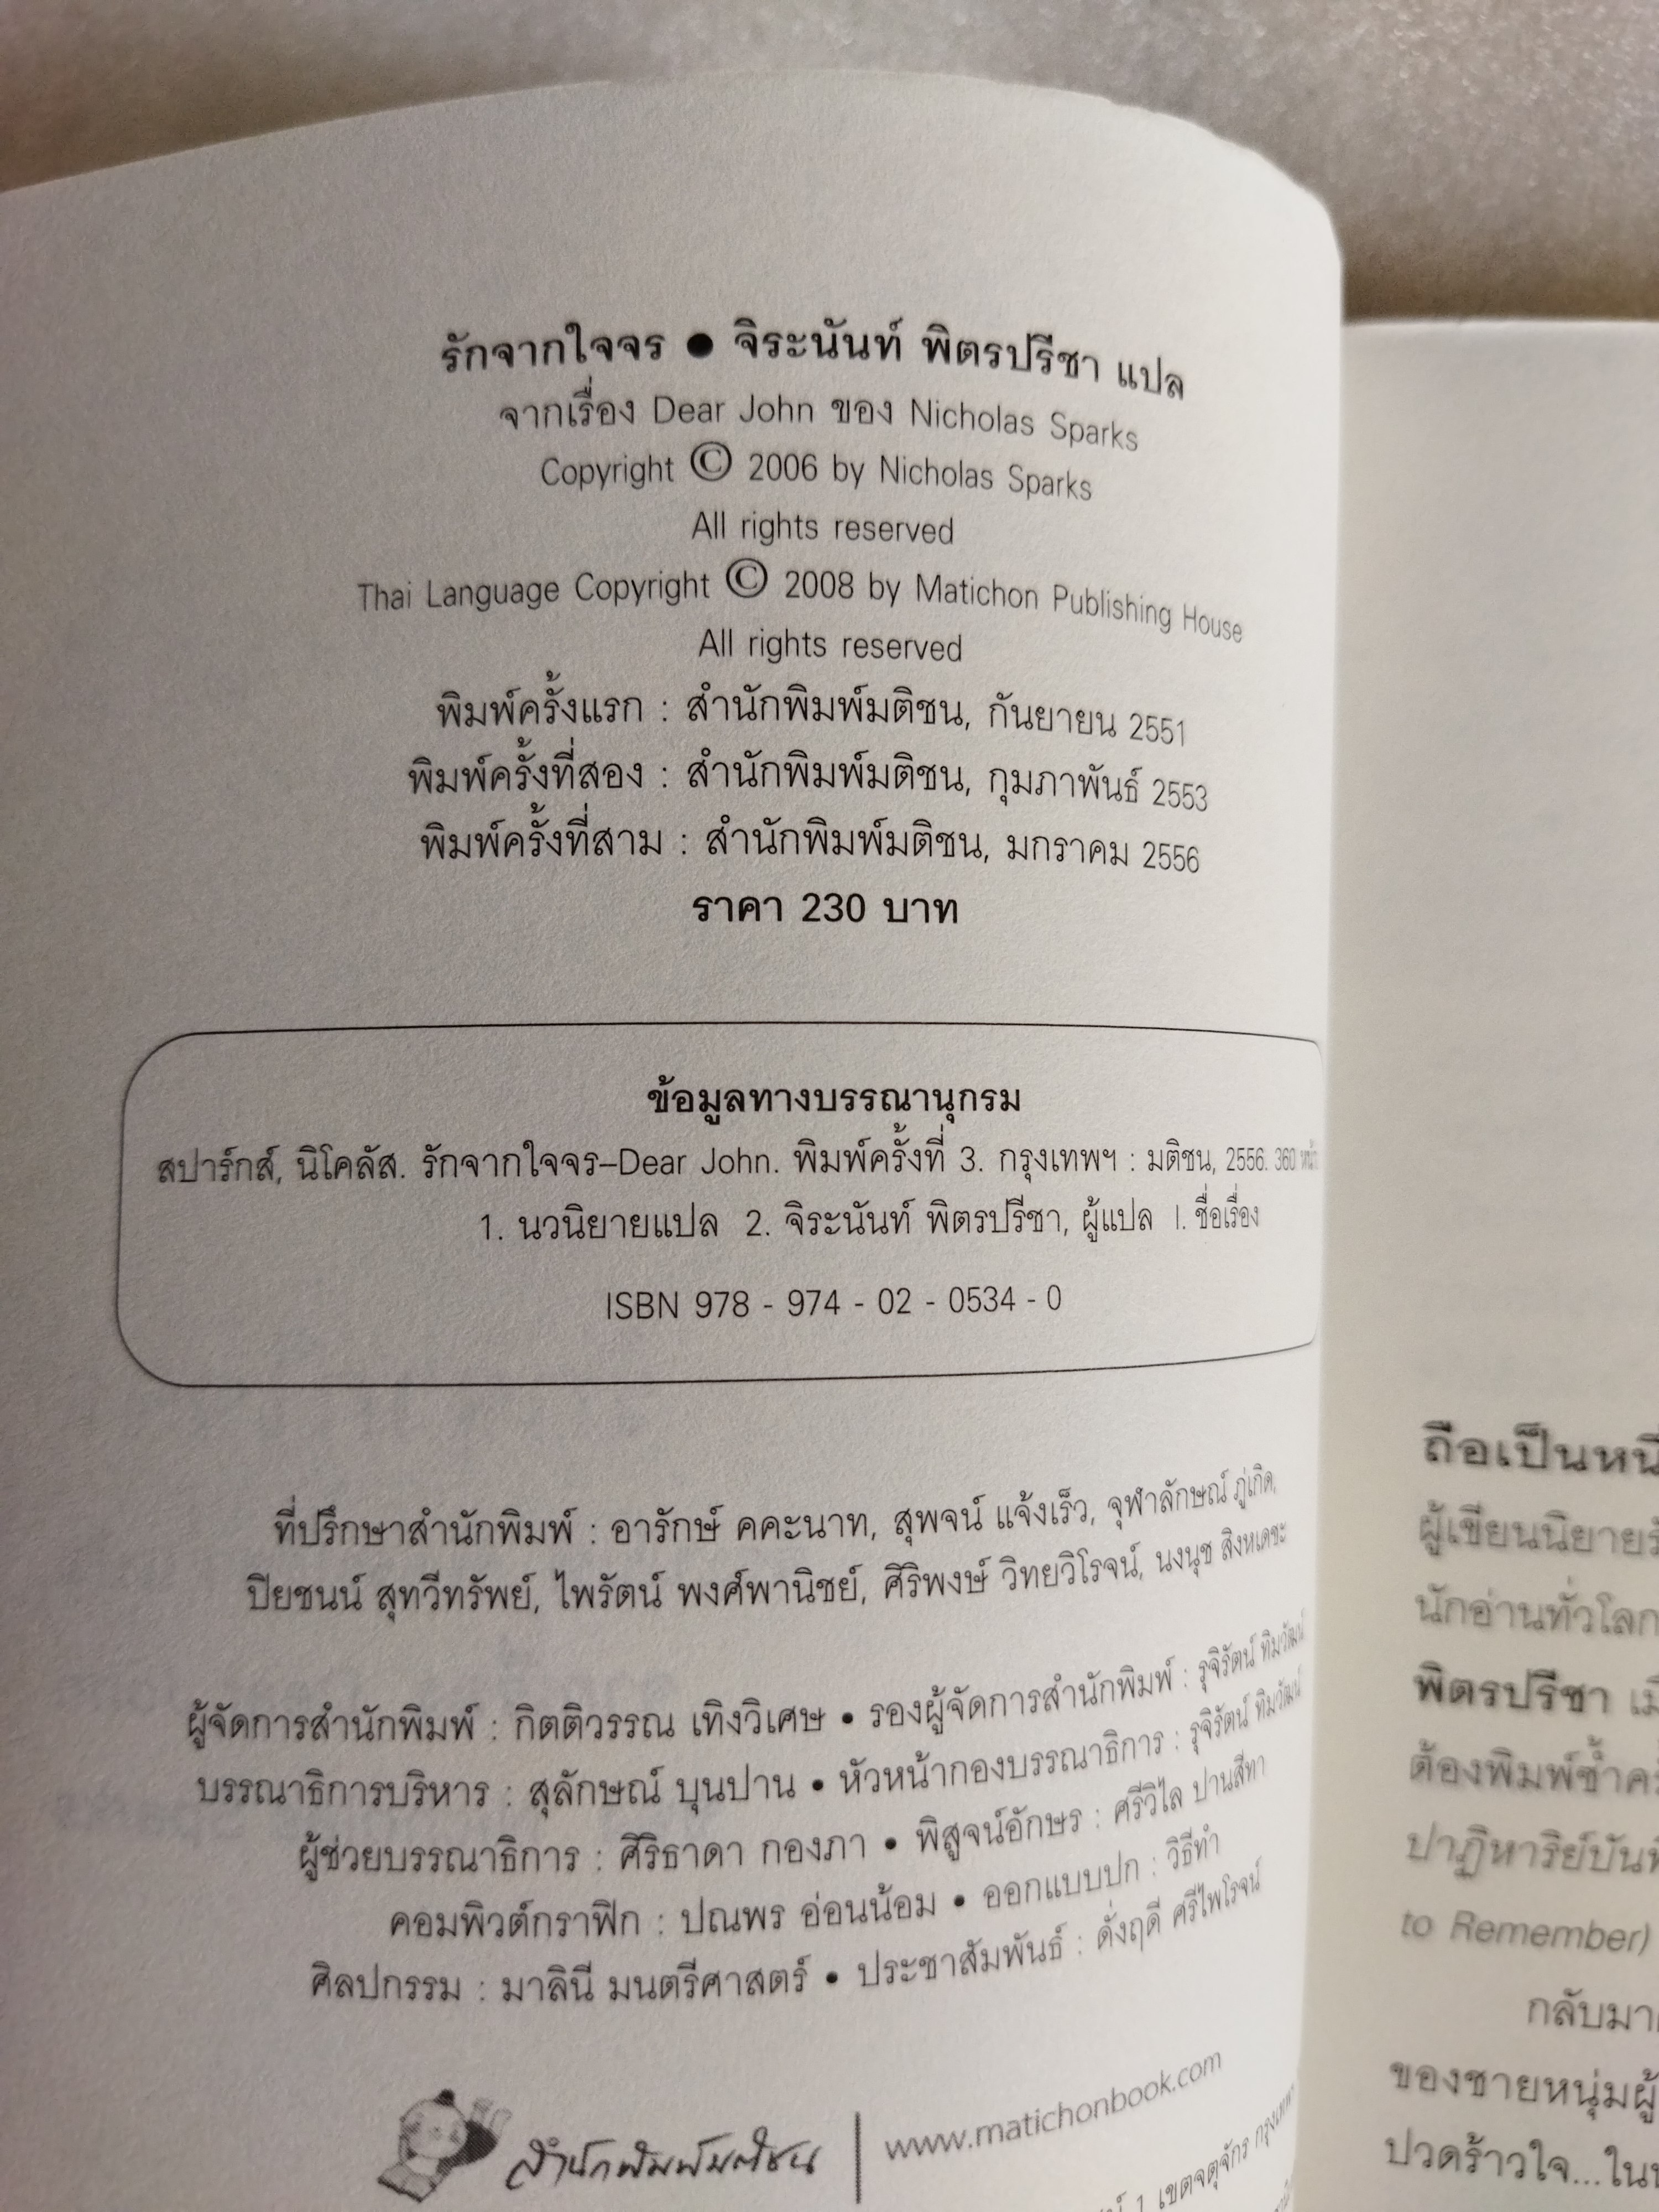 รักจากใจจร ● จิระนันท์ พิตรปรีชา แปล
จากเรื่อง Dear John ของ Nicholas Sparks
Copyright © 2006 by Nicholas Sparks
All rights reserved
Thai Language Copyright © 2008 by Matichon Publishing House
All rights reserved
พิมพ์ครั้งแรก : สำนักพิมพ์มติชน, กันยายน 2551
พิมพ์ครั้งที่สอง : สำนักพิมพ์มติชน, กุมภาพันธ์ 2553
พิมพ์ครั้งที่สาม : สำนักพิมพ์มติชน, มกราคม 2556
ราคา 230 บาท
ข้อมูลทางบรรณานุกรม
สปาร์กส์, นิโคลัส. รักจากใจจร–Dear John. พิมพ์ครั้งที่ 3. กรุงเทพฯ : มติชน, 2556. 360 หน้า
1. นวนิยายแปล 2. จิระนันท์ พิตรปรีชา, ผู้แปล I. ชื่อเรื่อง
ISBN 978 - 974 - 02 - 0534 - 0
ที่ปรึกษาสำนักพิมพ์ : อารักษ์ คคะนาท, สุพจน์ แจ้งเร็ว, จุฬาลักษณ์ ภู่เกิด,
ปิยชนน์ สุทวีทรัพย์, ไพรัตน์ พงศ์พานิชย์, ศิริพงษ์ วิทยวิโรจน์, นงนุช สิงหเดชะ
ผู้จัดการสำนักพิมพ์ : กิตติวรรณ เทิงวิเศษ • รองผู้จัดการสำนักพิมพ์ : รุจิรัตน์ ทิมวัฒน์
บรรณาธิการบริหาร : สุลักษณ์ บุนปาน • หัวหน้ากองบรรณาธิการ : รุจิรัตน์ ทิมวัฒน์
ผู้ช่วยบรรณาธิการ : ศิริธาดา กองภา • พิสูจน์อักษร : ศรีวิไล ปานสีทา
คอมพิวต์กราฟิก : ปณพร อ่อนน้อม • ออกแบบปก : วิธีทำ
ศิลปกรรม : มาลินี มนตรีศาสตร์ • ประชาสัมพันธ์ : ดั่งฤดี ศรีไพโรจน์
สำนักพิมพ์มติชน
www.matichonbook.com
1 เขตจตุจักร กรุงเทพฯ
ถือเป็นหนึ
ผู้เขียนนิยายรั
นักอ่านทั่วโลก
พิตรปรีชา
ต้องพิมพ์ซ้ำ
ปาฏิหาริย์บัน
to Remember)
กลับมา
ของชายหนุ่มผู้
ปวดร้าวใจ...ใน